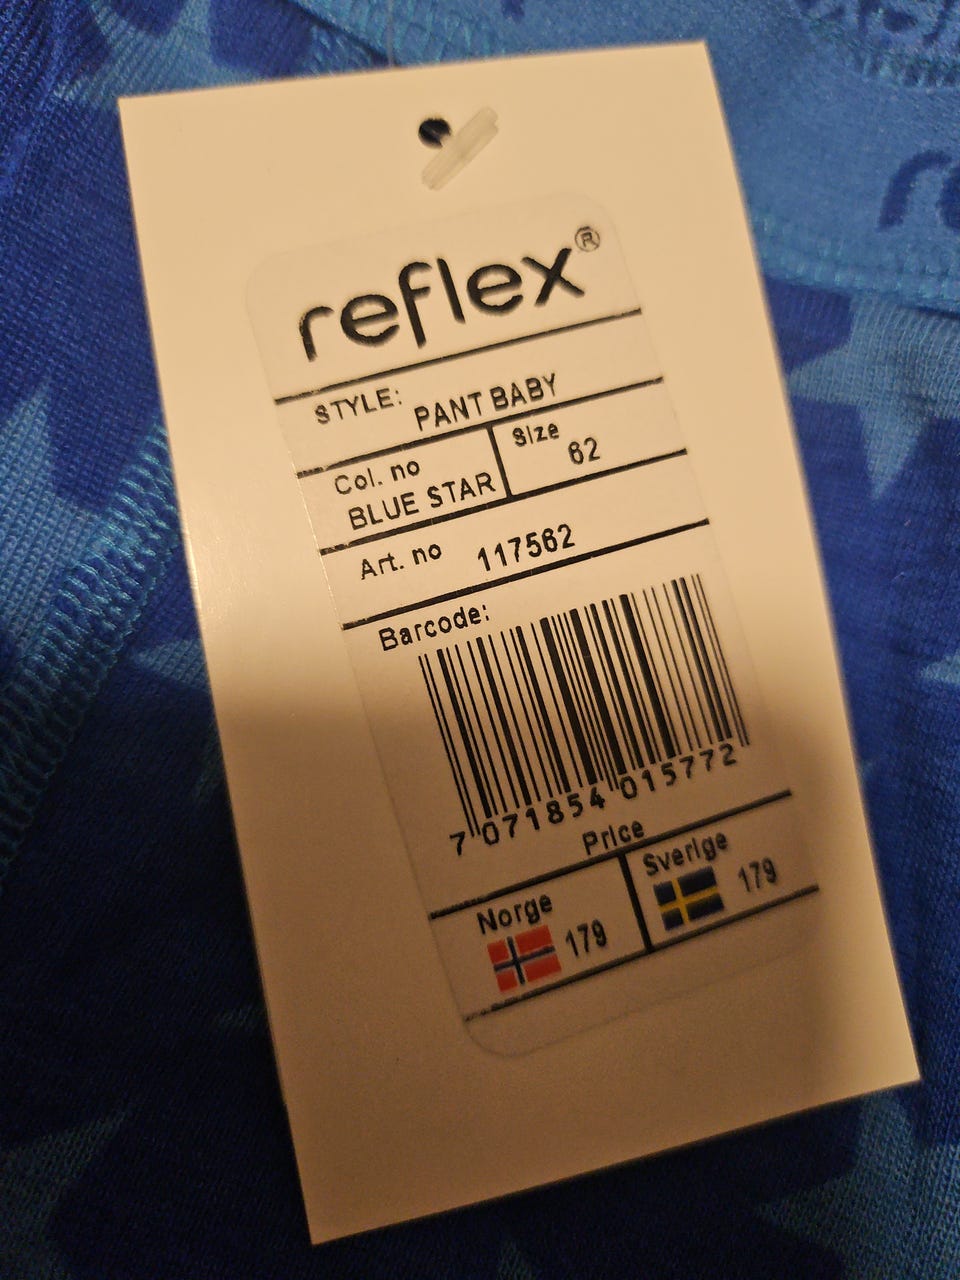 reflex®
STYLE: PANT BABY
Col. no
BLUE STAR
Size
62
Art. no 117562
Barcode:
7 071854 015772
Price
Norge
179
Sverige
179